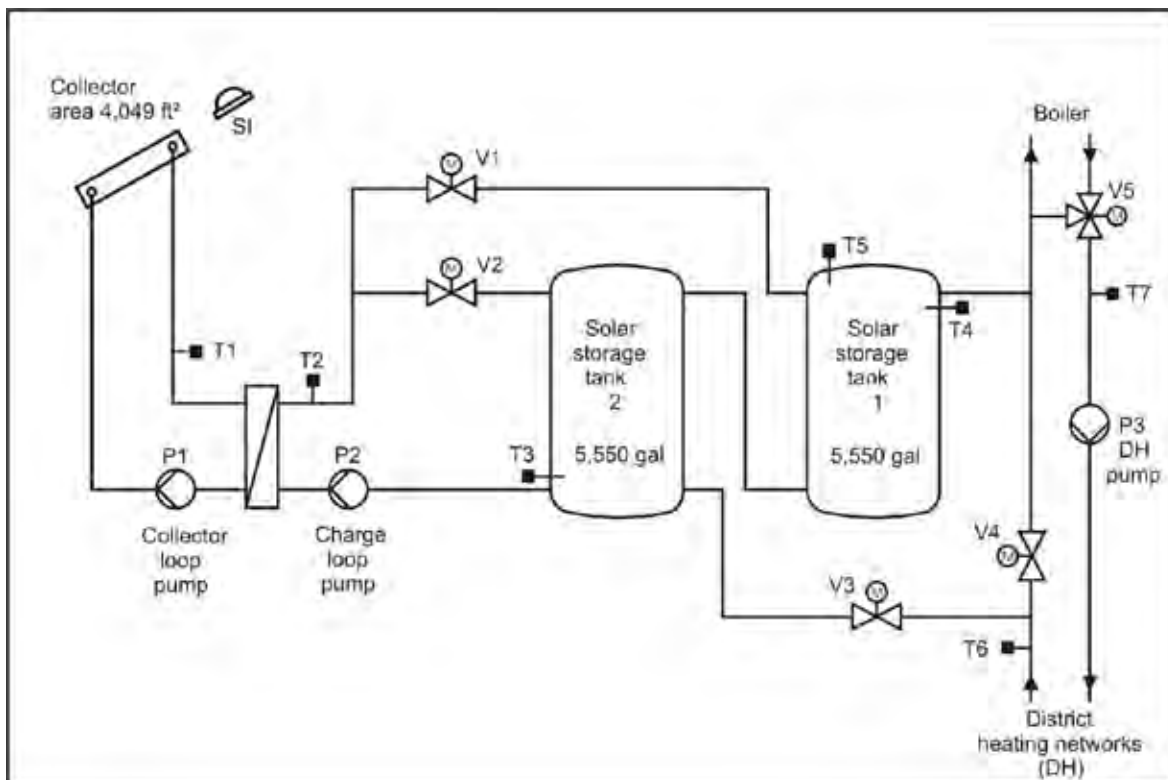 Collector
area 4,049 ft²
SI
Boiler
V1
V5
M
M
T5
V2
M
T7
T4
Solar
storage
tank
2
5,550 gal
Solar
storage
tank
1
5,550 gal
T1
T2
P3
DH
pump
T3
P1
P2
Collector
loop
pump
Charge
loop
pump
V4
M
V3
M
T6
District
heating networks
(DH)